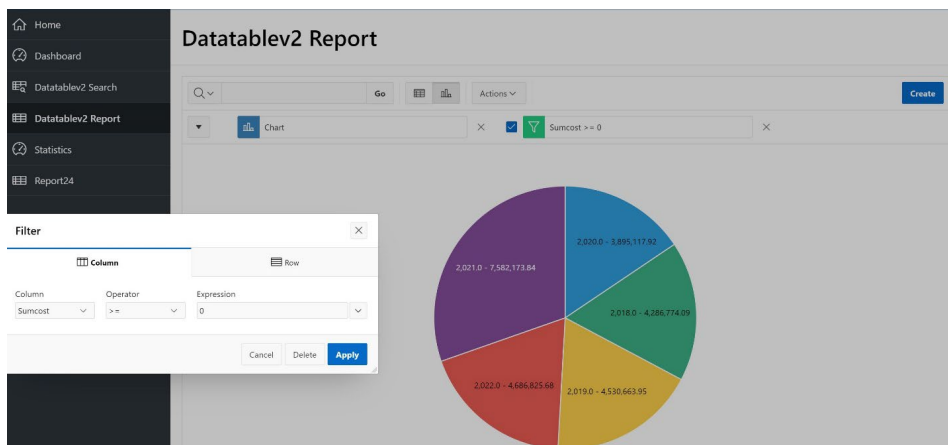 Home
Dashboard
Datatablev2 Search
Datatablev2 Report
Statistics
Report24
Datatablev2 Report
Go
Actions
Create
Chart
Sumcost >= 0
Filter
Column
Row
Column Operator Expression
Sumcost >= 0
Cancel Delete Apply
2,020.0 - 3,895,117.92
2,021.0 - 7,582,173.84
2,018.0 - 4,286,774.09
2,022.0 - 4,686,825.68
2,019.0 - 4,530,663.95